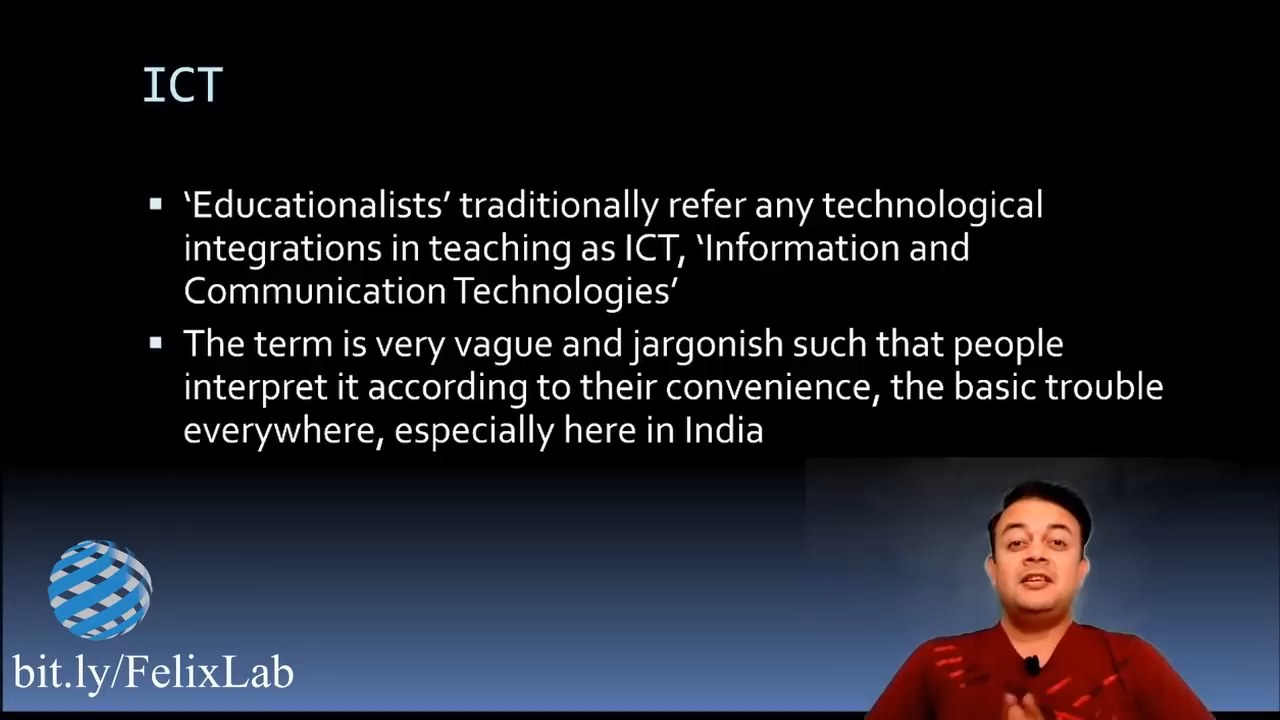 ICT
▪ ‘Educationalists’ traditionally refer any technological
integrations in teaching as ICT, ‘Information and
Communication Technologies’
▪ The term is very vague and jargonish such that people
interpret it according to their convenience, the basic trouble
everywhere, especially here in India
bit.ly/FelixLab